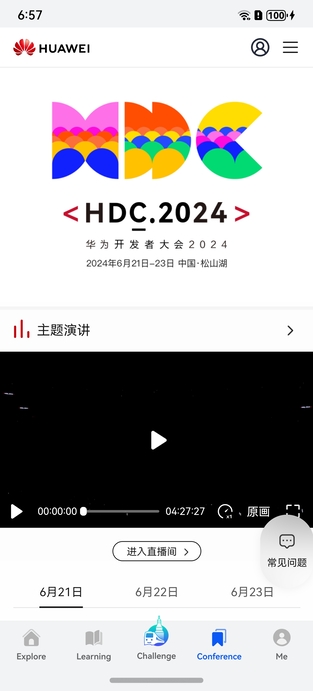 6:57
100
HUAWEI
HDC
<HDC.2024>
华为开发者大会2024
2024年6月21日-23日 中国·松山湖
主题演讲
00:00:00
04:27:27
x1
原画
进入直播间
常见问题
6月21日
6月22日
6月23日
Explore
Learning
Challenge
Conference
Me